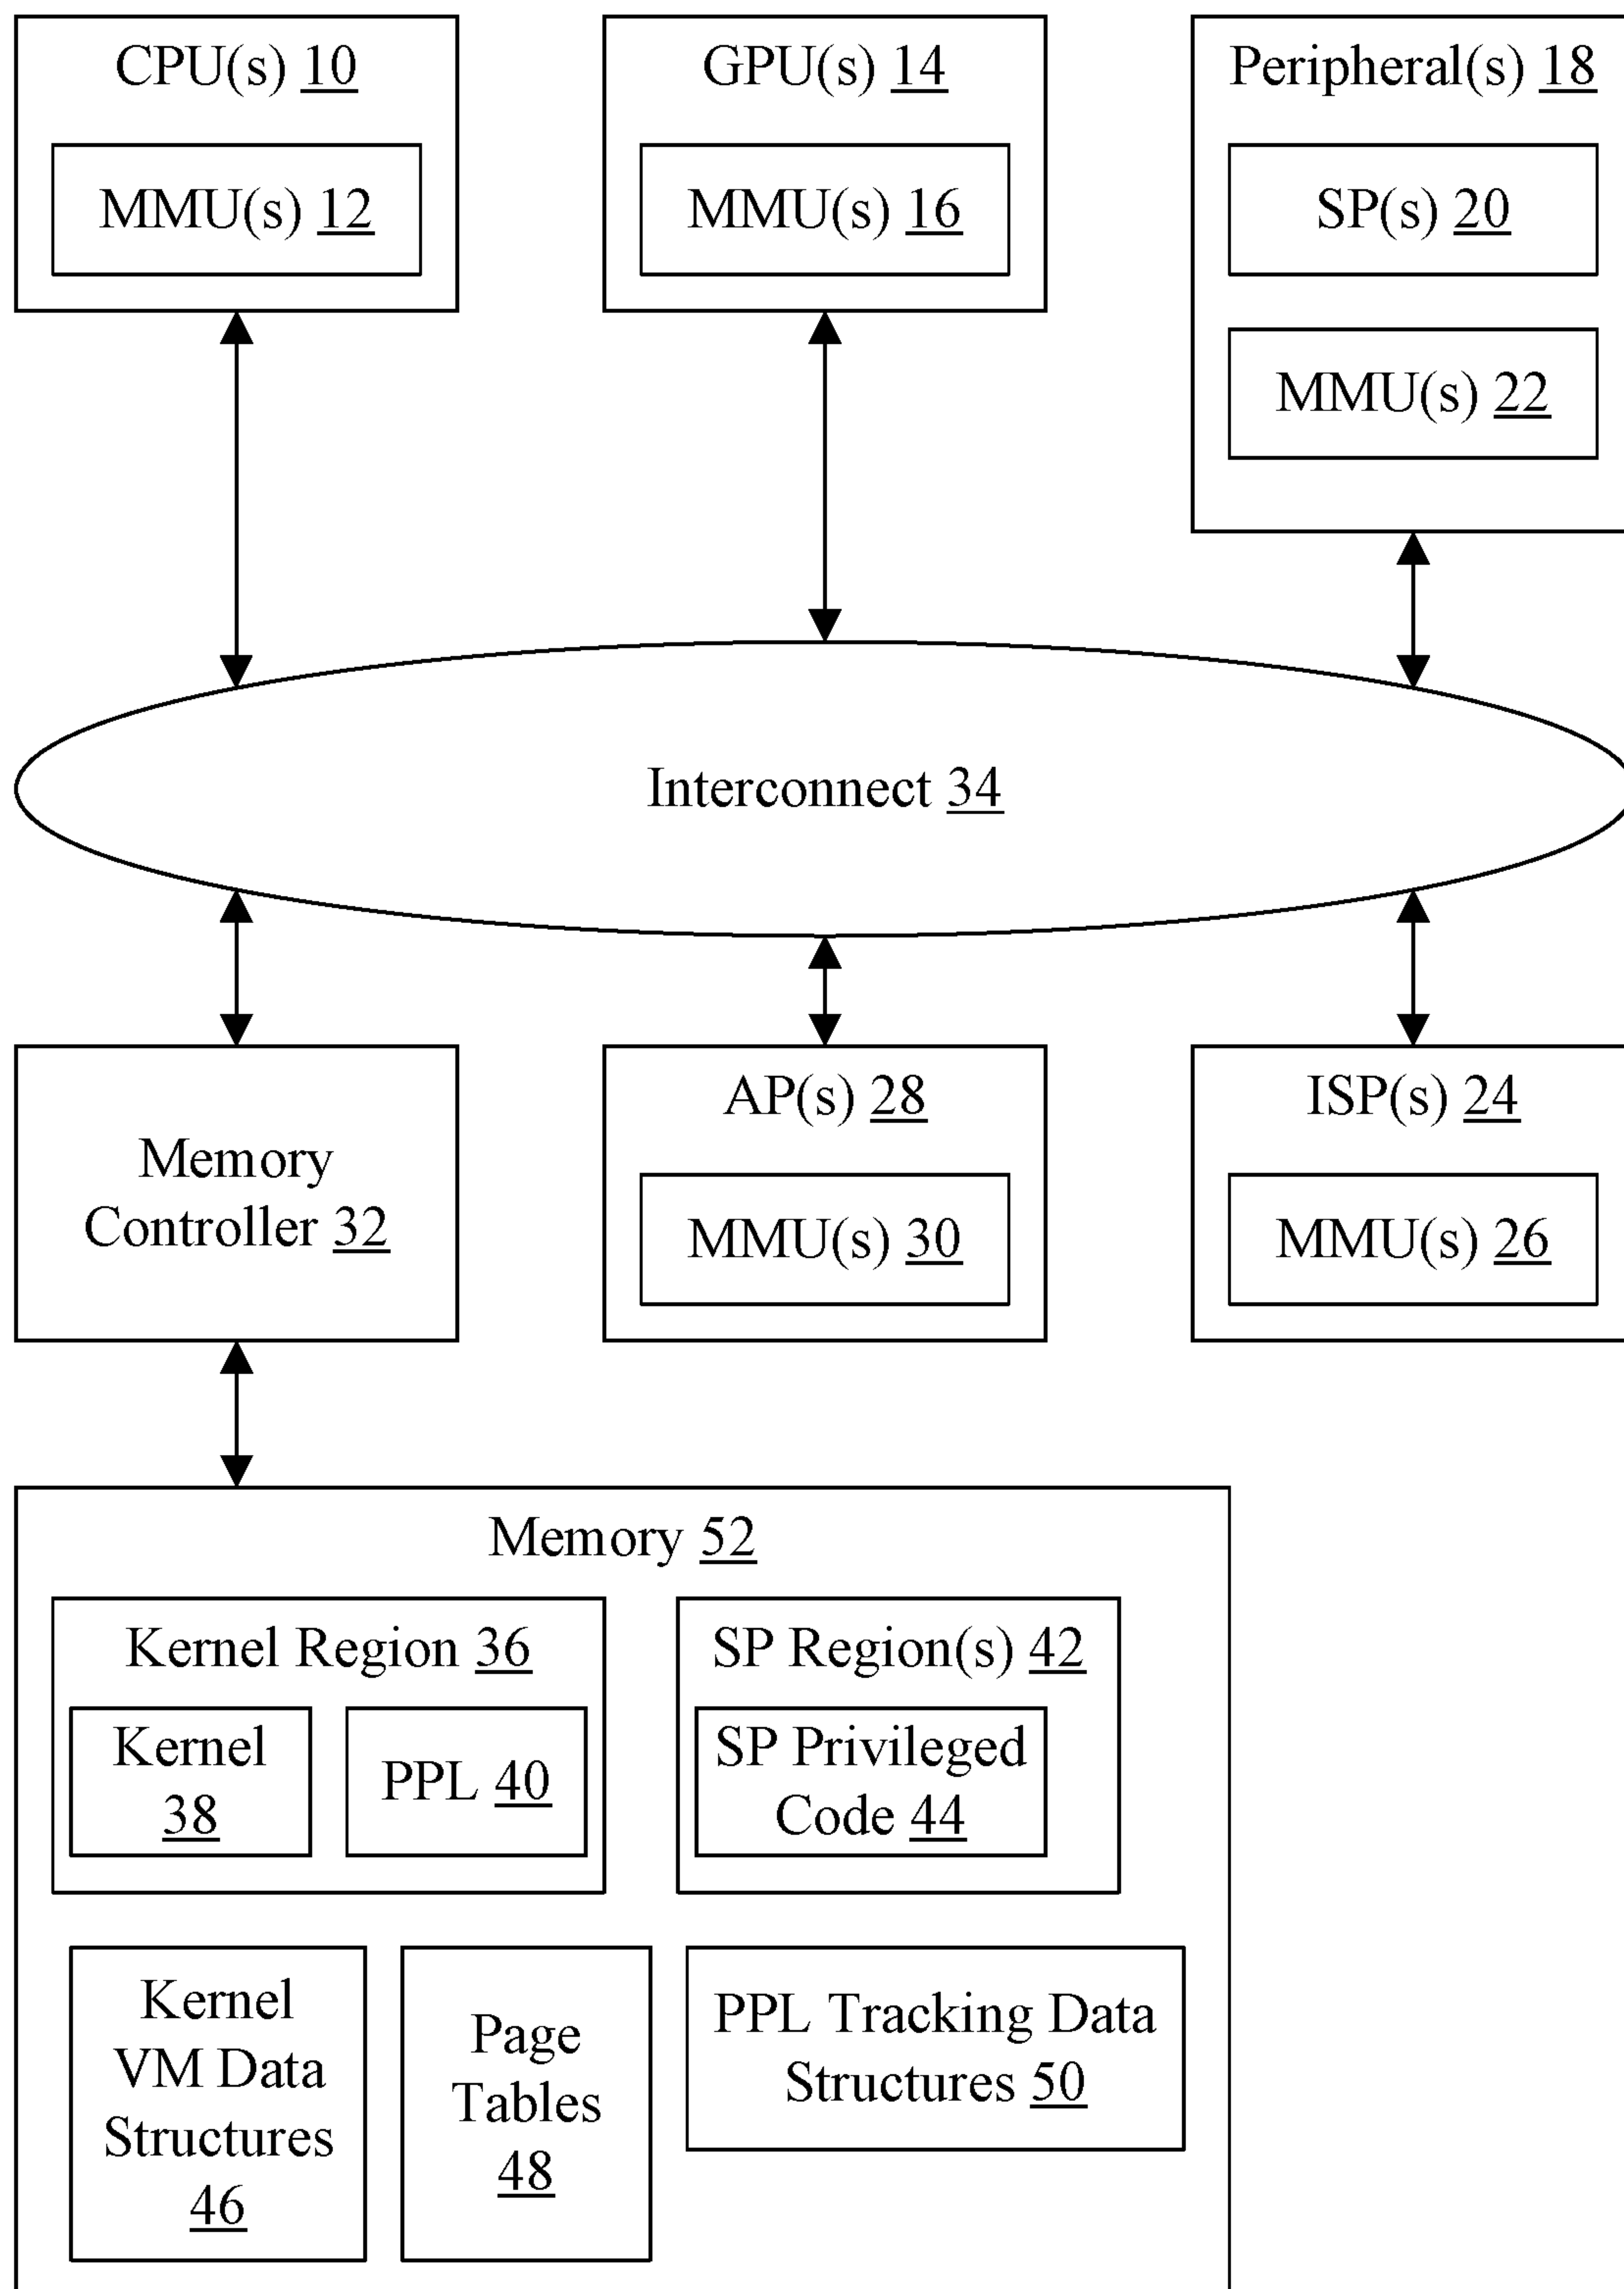 CPU(s) 10
MMU(s) 12
GPU(s) 14
MMU(s) 16
Peripheral(s) 18
SP(s) 20
MMU(s) 22
Interconnect 34
Memory
Controller 32
AP(s) 28
MMU(s) 30
ISP(s) 24
MMU(s) 26
Memory 52
Kernel Region 36
Kernel
38
PPL 40
SP Region(s) 42
SP Privileged
Code 44
Kernel
VM Data
Structures
46
Page
Tables
48
PPL Tracking Data
Structures 50